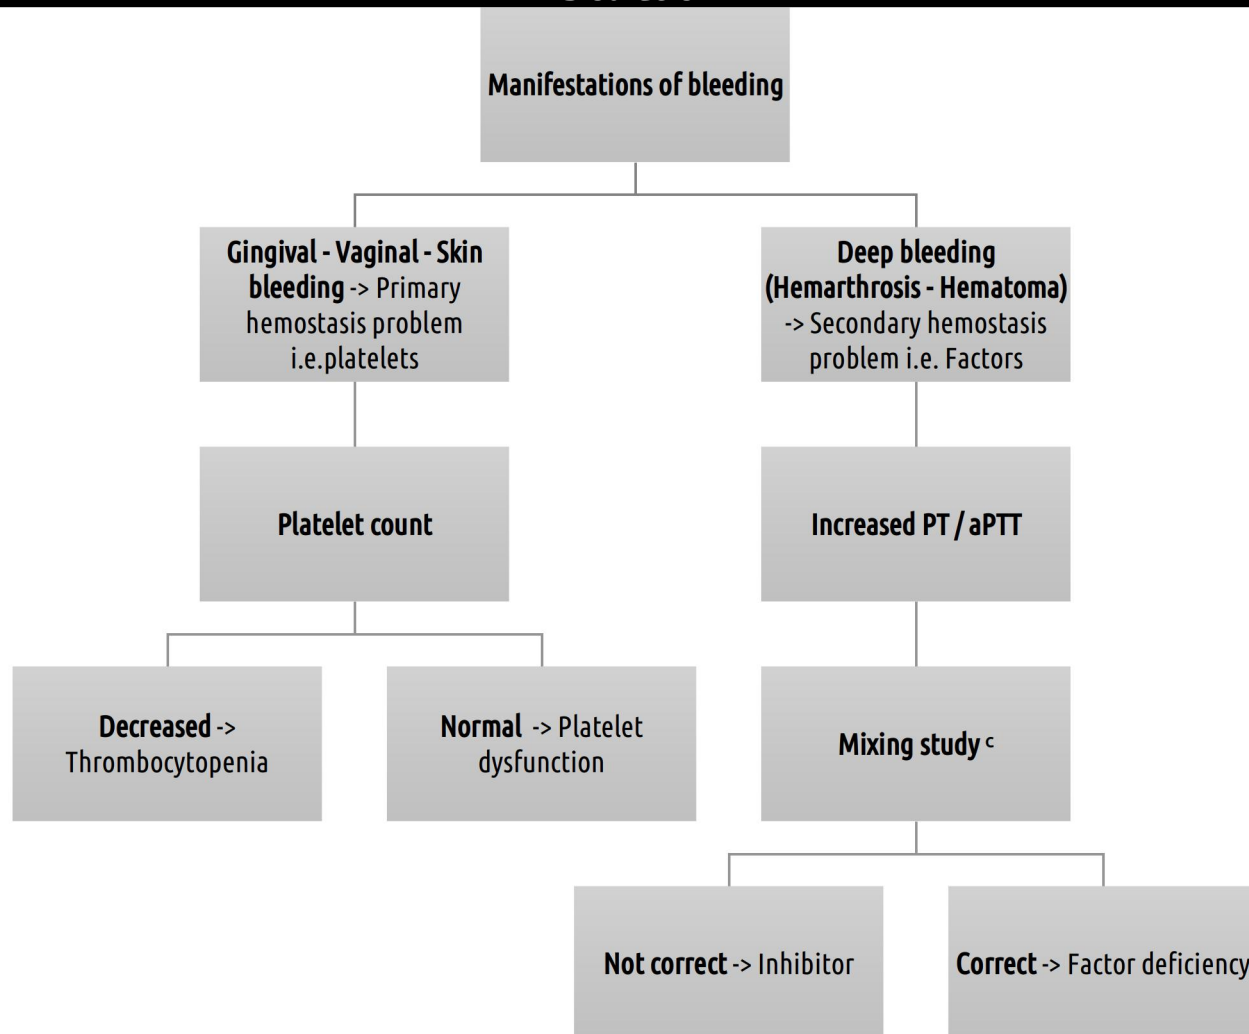 Manifestations of bleeding
Gingival - Vaginal - Skin
bleeding -> Primary
hemostasis problem
i.e.platelets
Deep bleeding
(Hemarthrosis - Hematoma)
-> Secondary hemostasis
problem i.e. Factors
Platelet count
Increased PT / aPTT
Decreased ->
Thrombocytopenia
Normal -> Platelet
dysfunction
Mixing study c
Not correct -> Inhibitor
Correct -> Factor deficiency